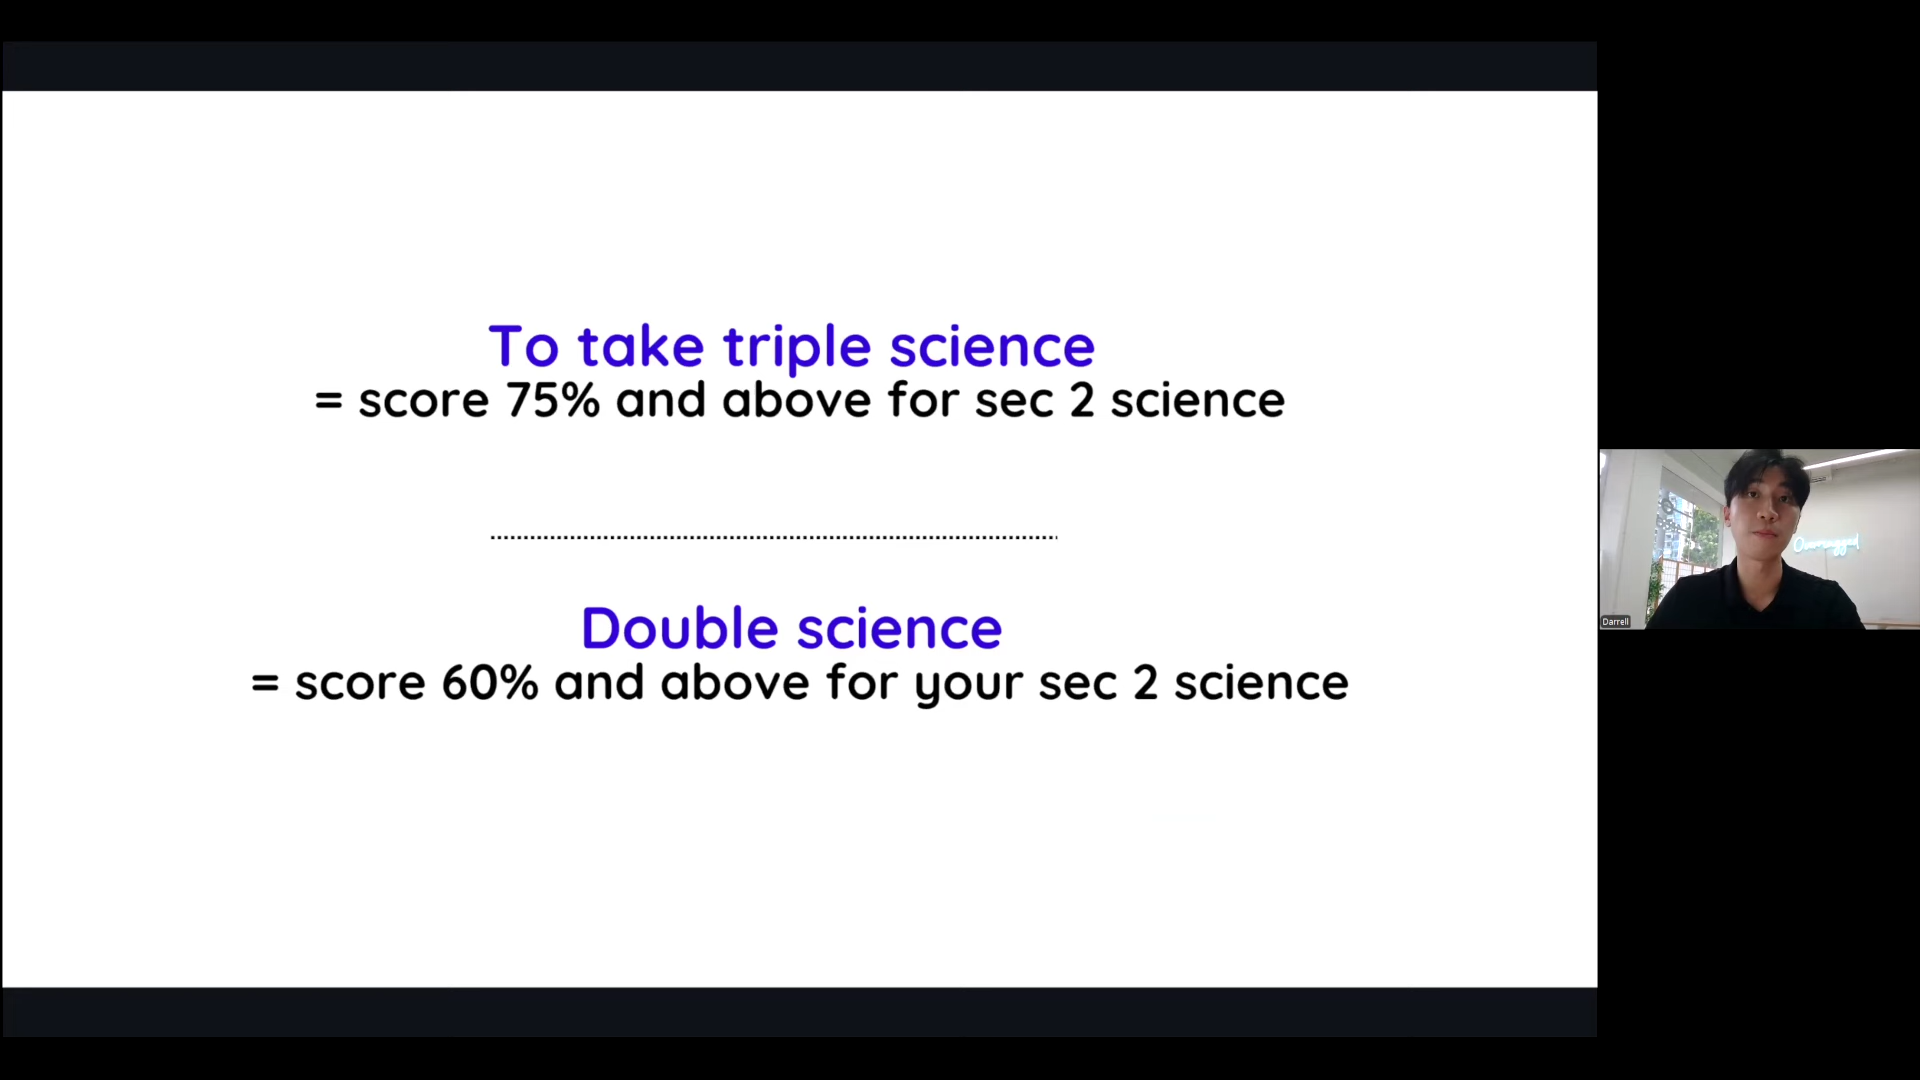 To take triple science
= score 75% and above for sec 2 science
Double science
= score 60% and above for your sec 2 science
Overmugged
Darrell